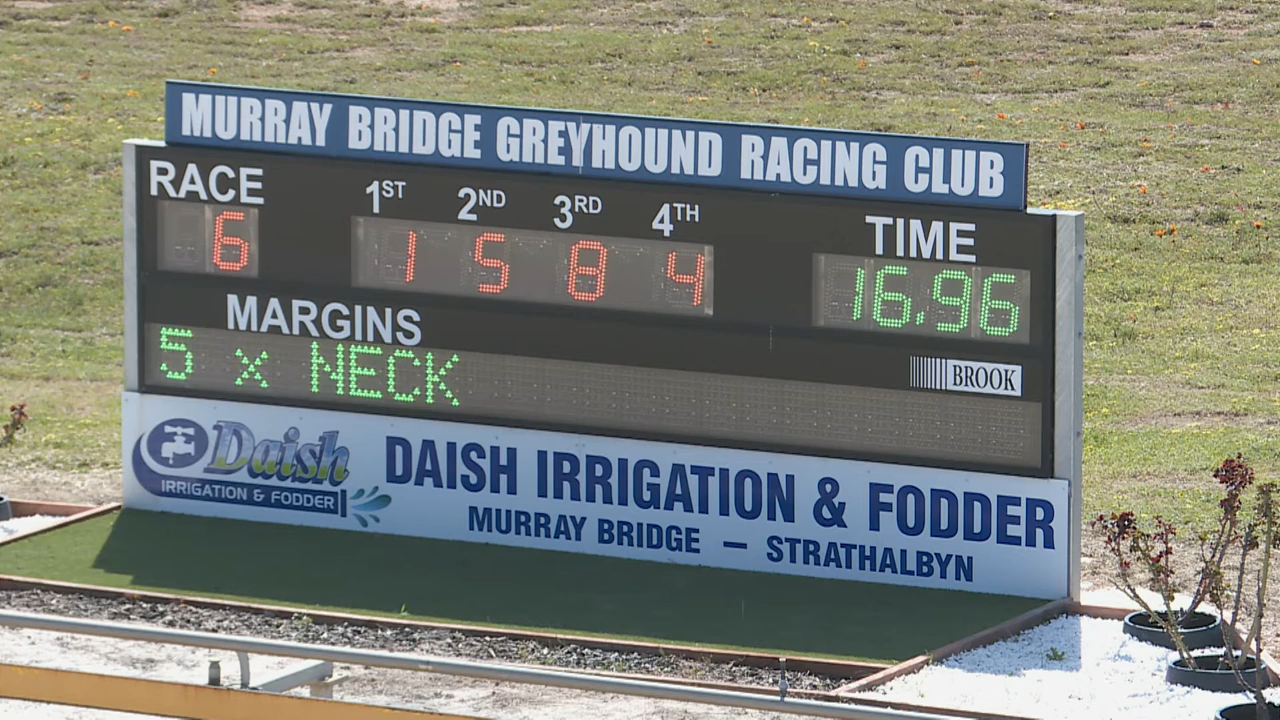 MURRAY BRIDGE GREYHOUND RACING CLUB
RACE 1ST 2ND 3RD 4TH TIME
6 1 5 8 4 16.96
MARGINS
5 x NECK
BROOK
Daish
IRRIGATION & FODDER
DAISH IRRIGATION & FODDER
MURRAY BRIDGE – STRATHALBYN